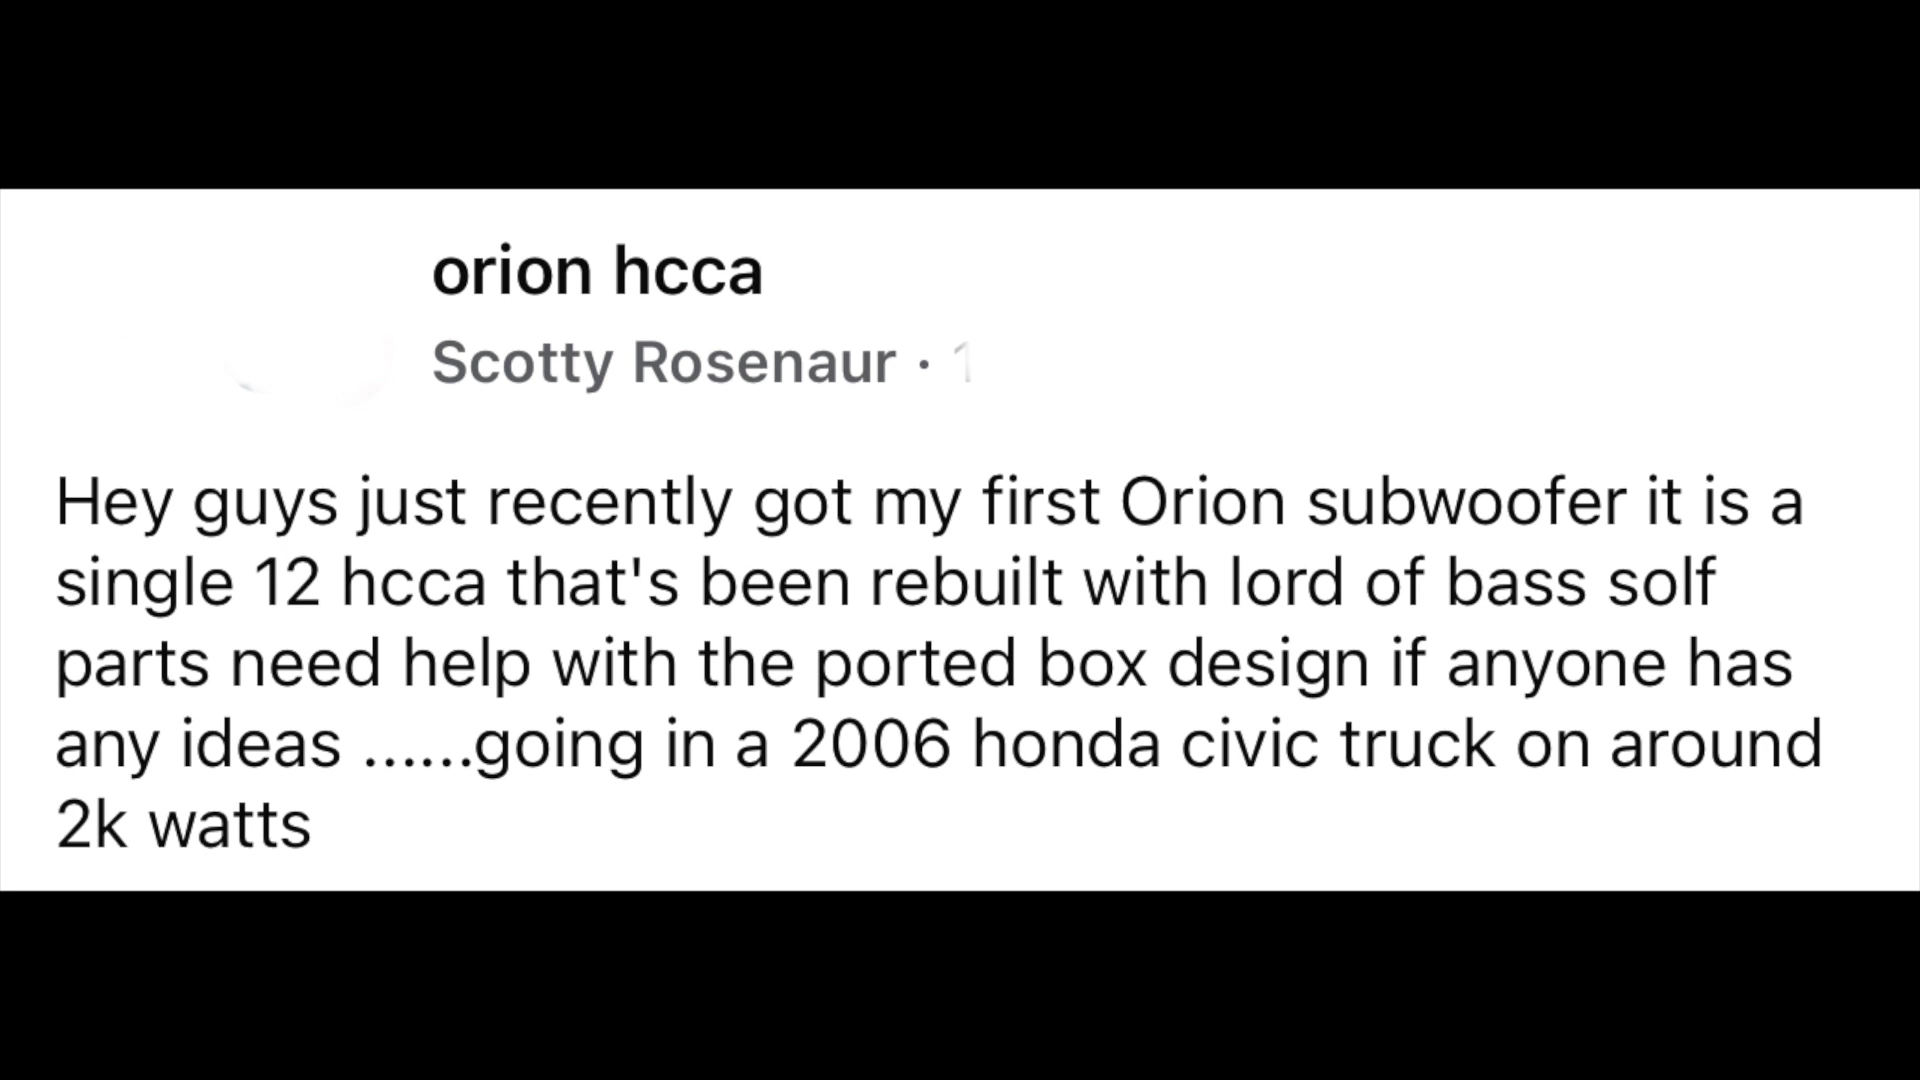 orion hcca
Scotty Rosenaur · 1
Hey guys just recently got my first Orion subwoofer it is a
single 12 hcca that's been rebuilt with lord of bass solf
parts need help with the ported box design if anyone has
any ideas ......going in a 2006 honda civic truck on around
2k watts